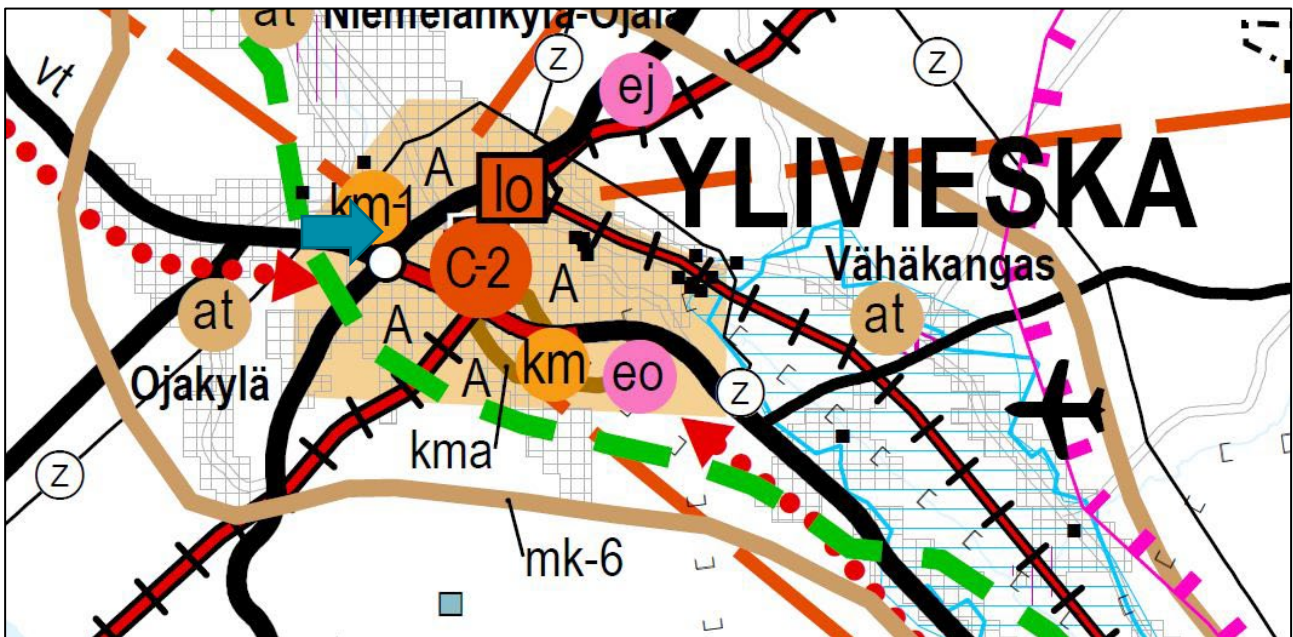 at
Niemelänkylä-Ojala
z
z
vt
ej
YLIVIESKA
A
lo
km-1
C-2
Vähäkangas
A
at
at
A
km
eo
Ojakylä
A
z
kma
z
mk-6